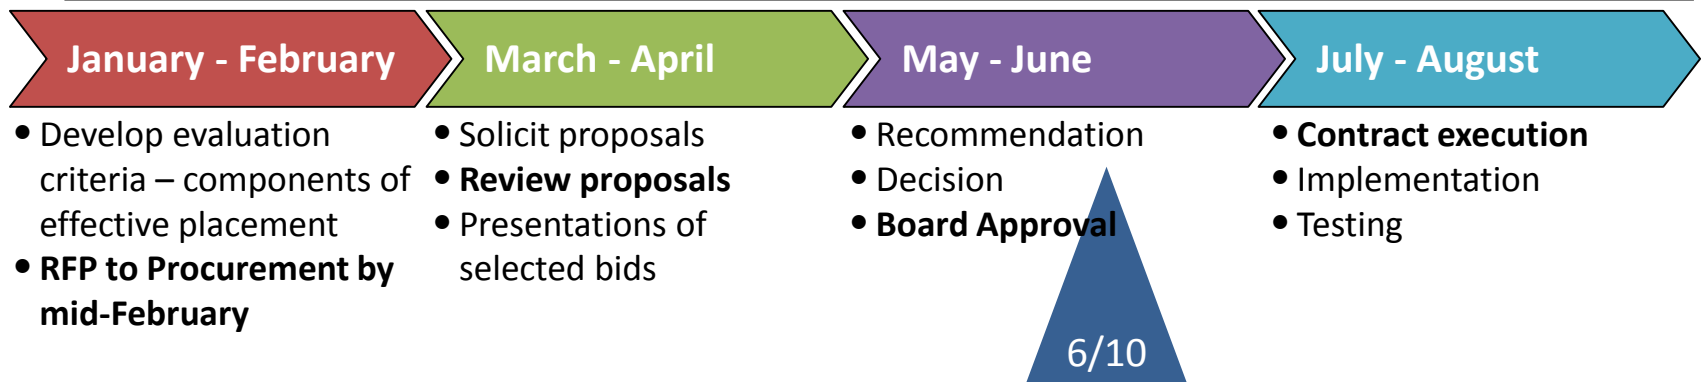 January - February
• Develop evaluation
criteria – components of
effective placement
• RFP to Procurement by
mid-February
March - April
• Solicit proposals
• Review proposals
• Presentations of
selected bids
May - June
• Recommendation
• Decision
• Board Approval
6/10
July - August
• Contract execution
• Implementation
• Testing